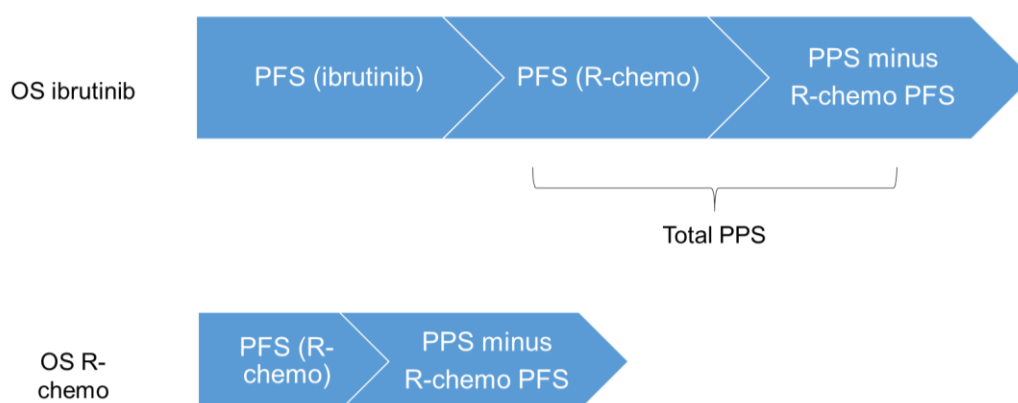 OS ibrutinib
PFS (ibrutinib)
PFS (R-chemo)
PPS minus
R-chemo PFS
Total PPS
OS R-
chemo
PFS (R-
chemo)
PPS minus
R-chemo PFS